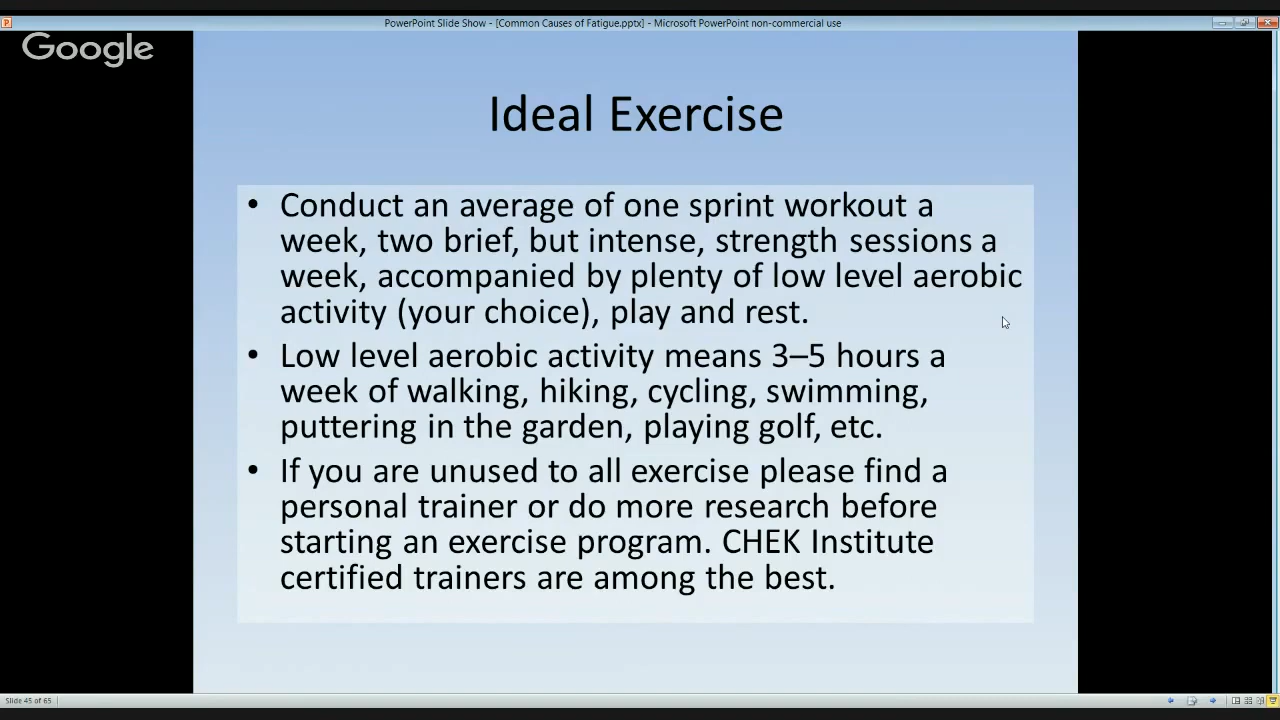 PowerPoint Slide Show - [Common Causes of Fatigue.pptx] - Microsoft PowerPoint non-commercial use
Google
Ideal Exercise
• Conduct an average of one sprint workout a
week, two brief, but intense, strength sessions a
week, accompanied by plenty of low level aerobic
activity (your choice), play and rest.
• Low level aerobic activity means 3–5 hours a
week of walking, hiking, cycling, swimming,
puttering in the garden, playing golf, etc.
• If you are unused to all exercise please find a
personal trainer or do more research before
starting an exercise program. CHEK Institute
certified trainers are among the best.
Slide 45 of 65